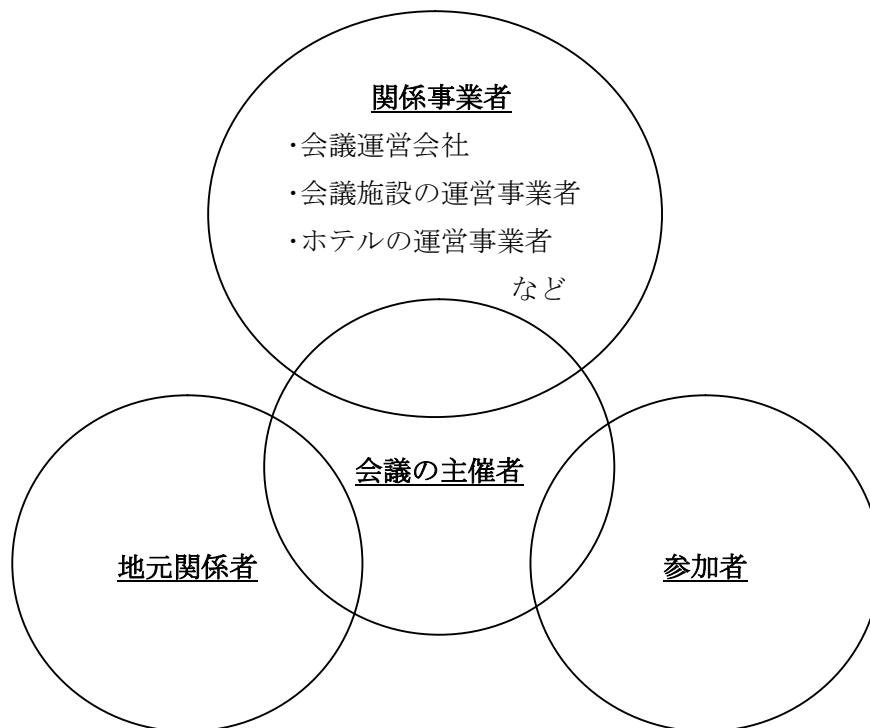 関係事業者
・会議運営会社
・会議施設の運営事業者
・ホテルの運営事業者
など
会議の主催者
地元関係者
参加者